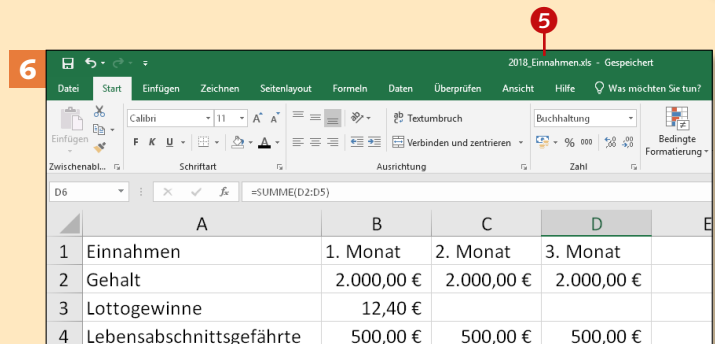 5
6
2018_Einnahmen.xls - Gespeichert
Datei Start Einfügen Zeichnen Seitenlayout Formeln Daten Überprüfen Ansicht Hilfe Was möchten Sie tun?
Calibri 11 A A ab Textumbruch Buchhaltung
Einfügen F K U A Verbinden und zentrieren % 000 Bedingte
Formatierung
Zwischenabl... Schriftart Ausrichtung Zahl
D6 fx =SUMME(D2:D5)
A B C D E
1 Einnahmen 1. Monat 2. Monat 3. Monat
2 Gehalt 2.000,00 € 2.000,00 € 2.000,00 €
3 Lottogewinne 12,40 €
4 Lebensabschnittsgefährte 500,00 € 500,00 € 500,00 €